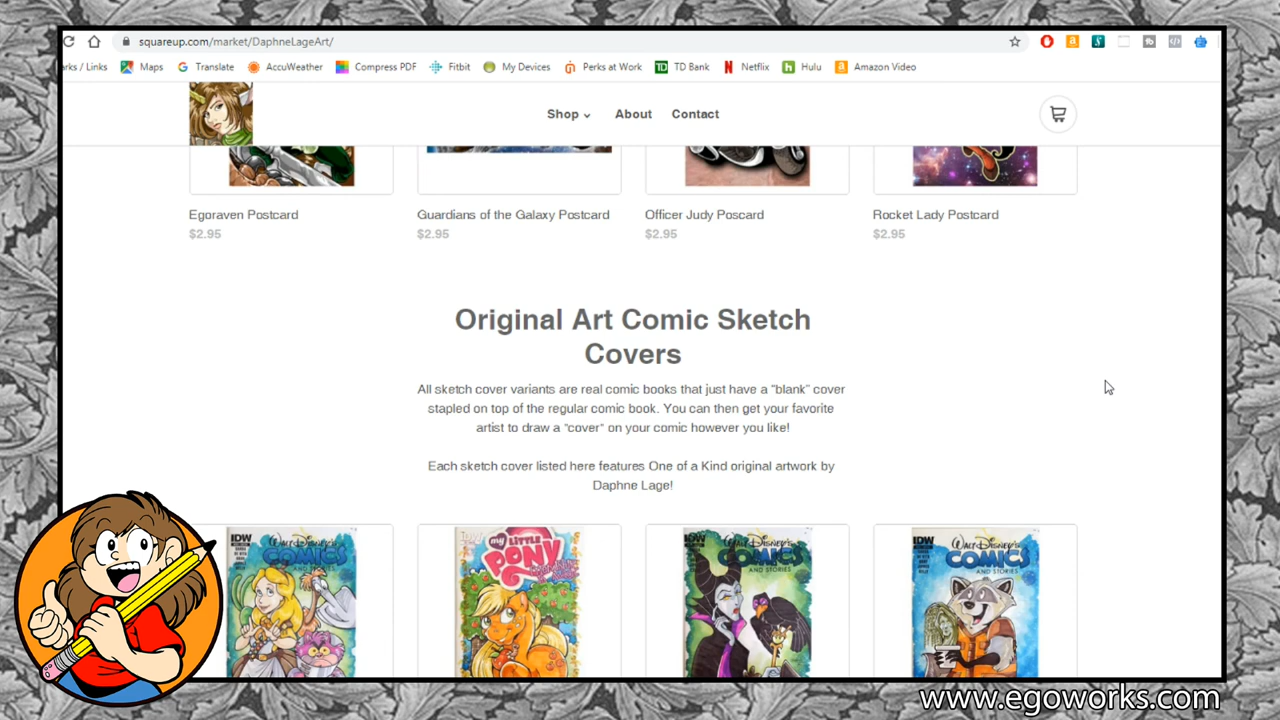 squareup.com/market/DaphneLageArt/
arks / Links Maps Translate AccuWeather Compress PDF Fitbit My Devices Perks at Work TD Bank Netflix Hulu Amazon Video
Shop About Contact
Egoraven Postcard Guardians of the Galaxy Postcard Officer Judy Poscard Rocket Lady Postcard
$2.95 $2.95 $2.95 $2.95
Original Art Comic Sketch
Covers
All sketch cover variants are real comic books that just have a "blank" cover
stapled on top of the regular comic book. You can then get your favorite
artist to draw a "cover" on your comic however you like!
Each sketch cover listed here features One of a Kind original artwork by
Daphne Lage!
IDW Walt Disney's COMICS AND STORIES
IDW my LITTLE PONY
Walt Disney's COMICS AND STORIES
IDW Walt Disney's COMICS AND STORIES
www.egoworks.com